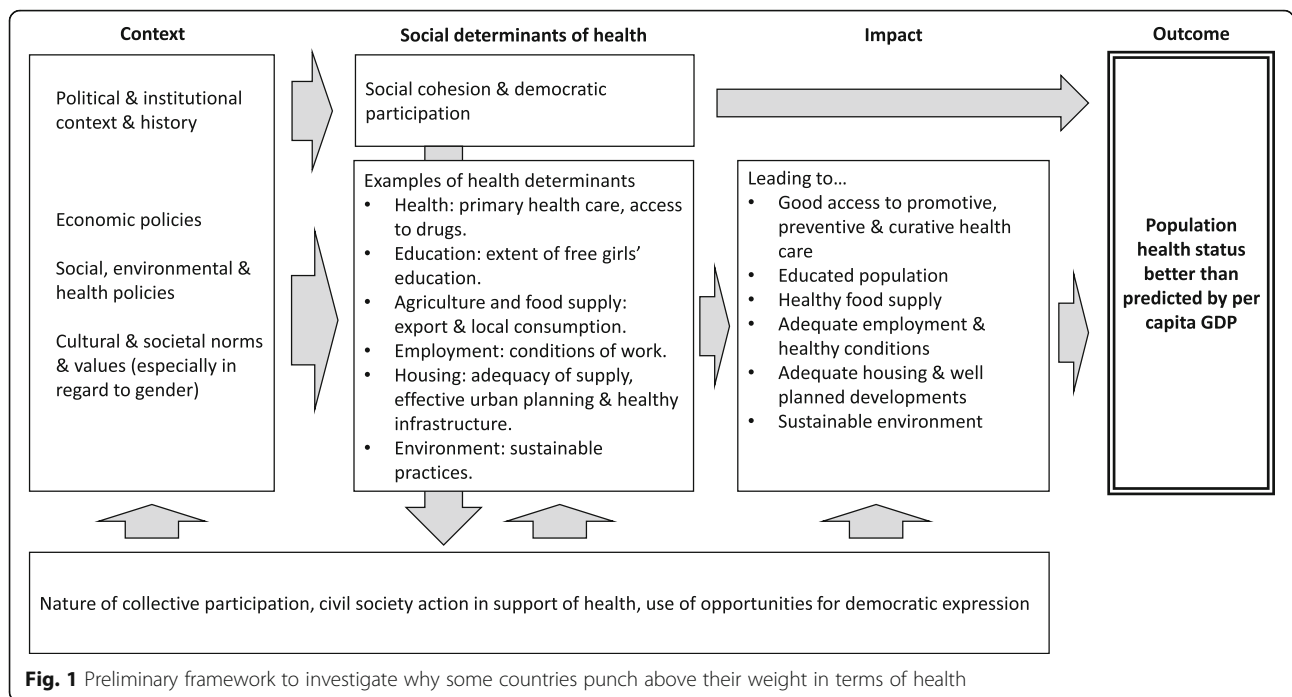 Context
Social determinants of health
Impact
Outcome
Political & institutional
context & history
Economic policies
Social, environmental &
health policies
Cultural & societal norms
& values (especially in
regard to gender)
Social cohesion & democratic
participation
Examples of health determinants
• Health: primary health care, access
to drugs.
• Education: extent of free girls’
education.
• Agriculture and food supply:
export & local consumption.
• Employment: conditions of work.
• Housing: adequacy of supply,
effective urban planning & healthy
infrastructure.
• Environment: sustainable
practices.
Leading to...
• Good access to promotive,
preventive & curative health
care
• Educated population
• Healthy food supply
• Adequate employment &
healthy conditions
• Adequate housing & well
planned developments
• Sustainable environment
Population
health status
better than
predicted by per
capita GDP
Nature of collective participation, civil society action in support of health, use of opportunities for democratic expression
Fig. 1 Preliminary framework to investigate why some countries punch above their weight in terms of health